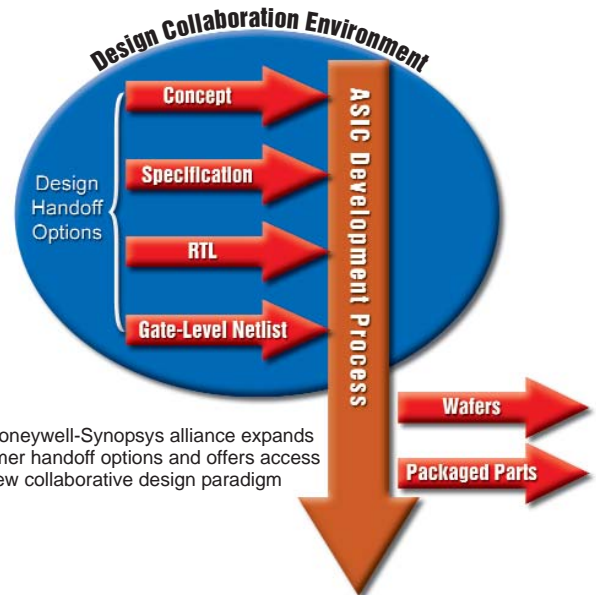 Design Collaboration Environment
Concept
Specification
RTL
Gate-Level Netlist
Design
Handoff
Options
ASIC Development Process
Wafers
Packaged Parts
oneywell-Synopsys alliance expands
mer handoff options and offers access
ew collaborative design paradigm